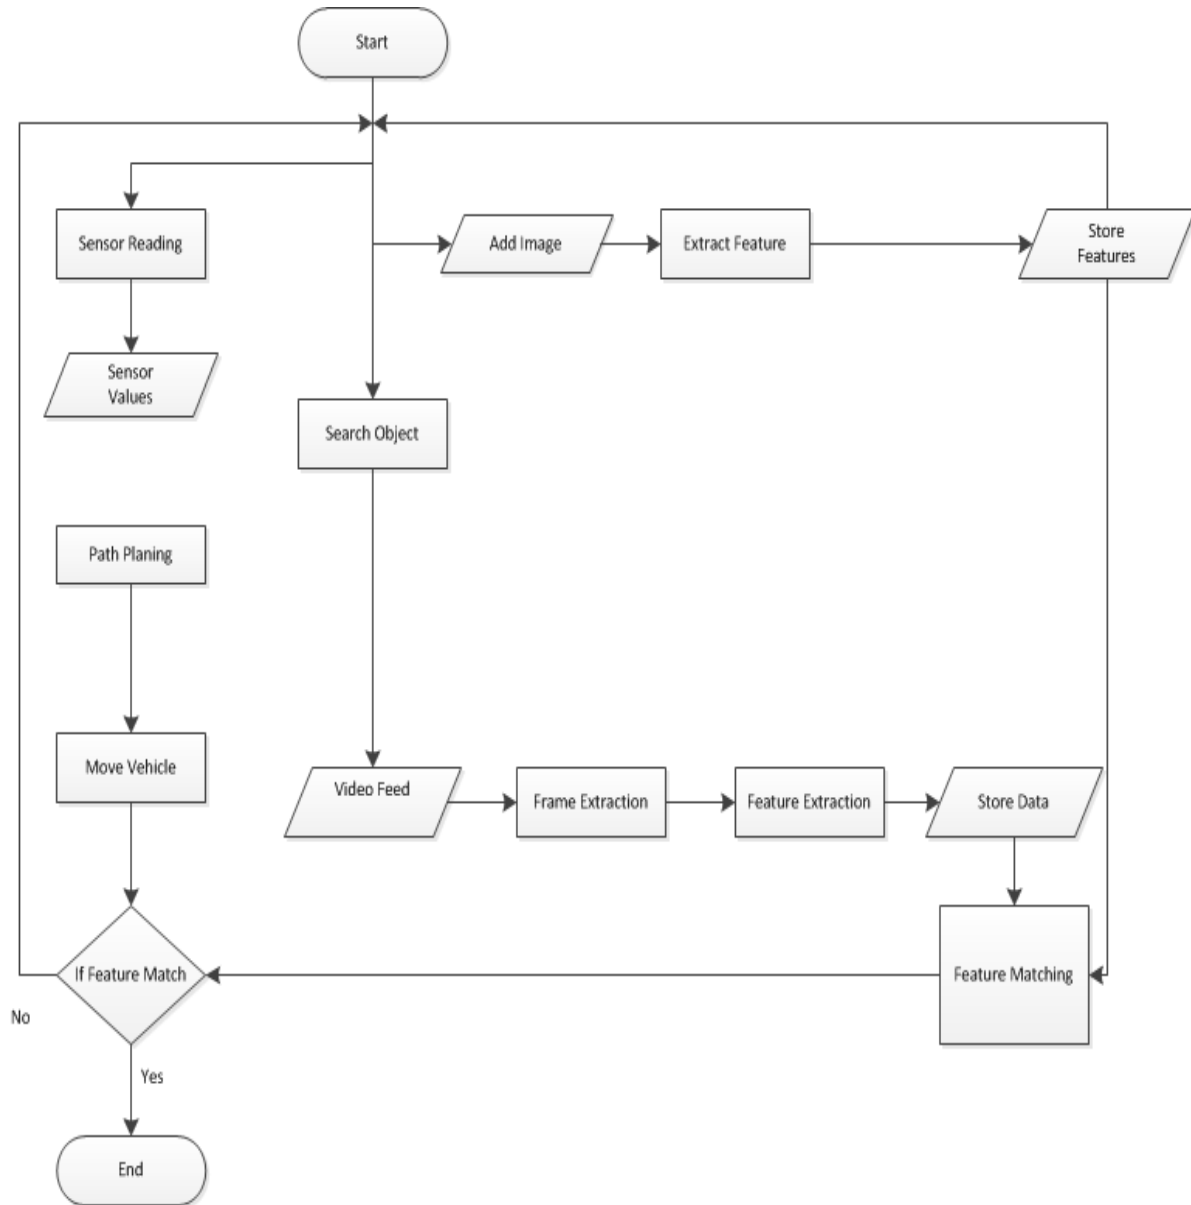 Start
Sensor Reading
Add Image
Extract Feature
Store
Features
Sensor
Values
Search Object
Path Planing
Move Vehicle
Video Feed
Frame Extraction
Feature Extraction
Store Data
If Feature Match
Feature Matching
No
Yes
End